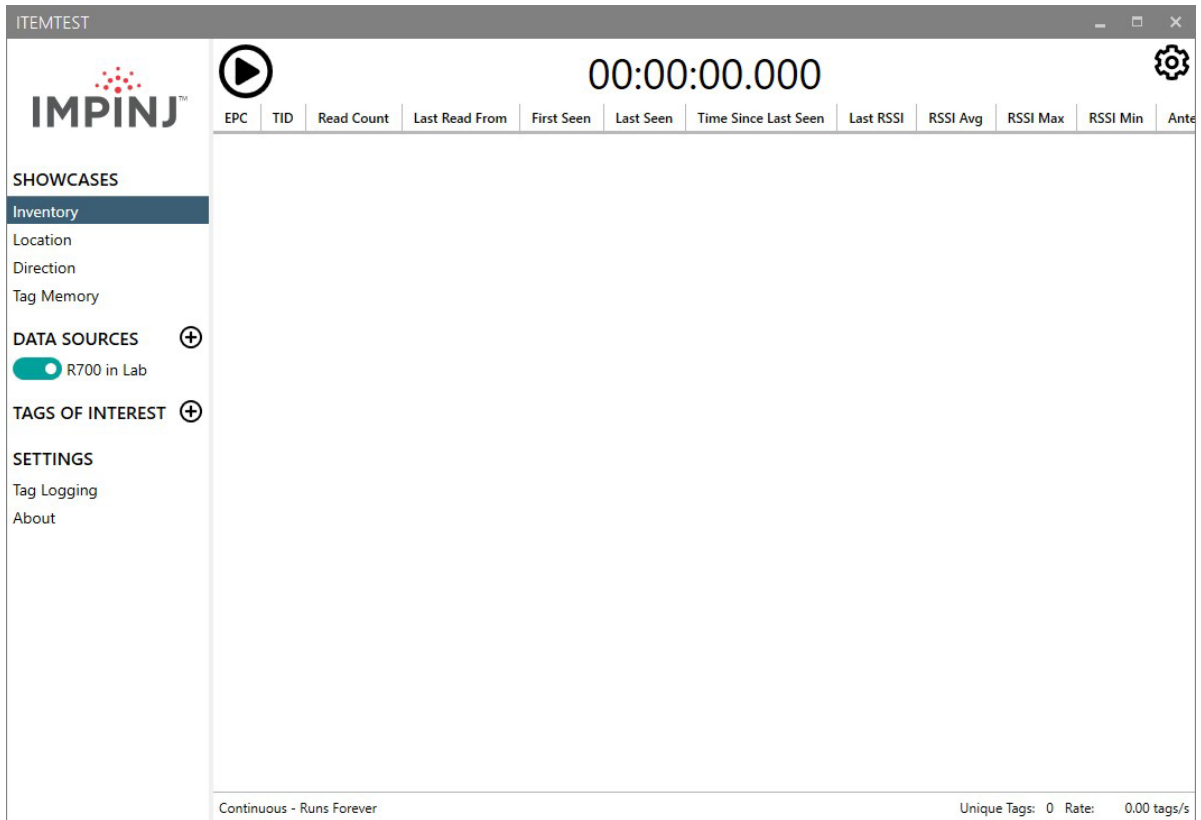 ITEMTEST
IMPINJ™
SHOWCASES
Inventory
Location
Direction
Tag Memory
DATA SOURCES
R700 in Lab
TAGS OF INTEREST
SETTINGS
Tag Logging
About
00:00:00.000
EPC TID Read Count Last Read From First Seen Last Seen Time Since Last Seen Last RSSI RSSI Avg RSSI Max RSSI Min Ante
Continuous - Runs Forever Unique Tags: 0 Rate: 0.00 tags/s